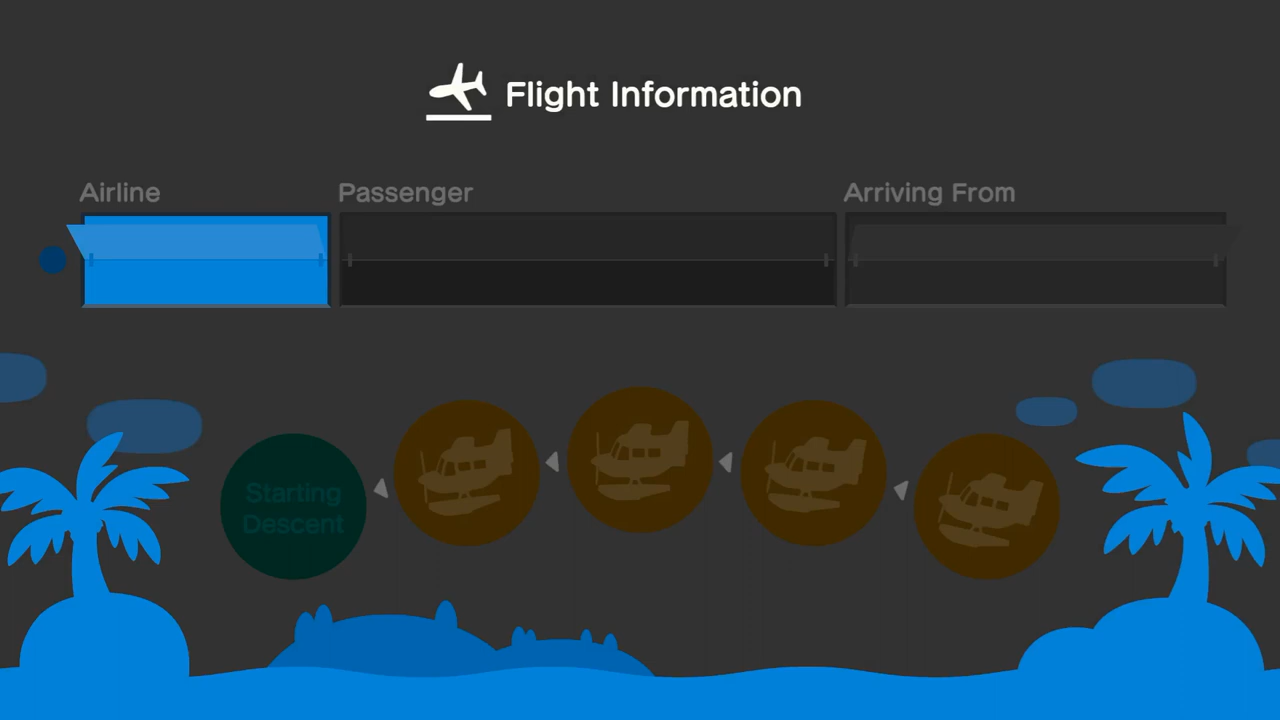 Flight Information
Airline
Passenger
Arriving From
Starting
Descent